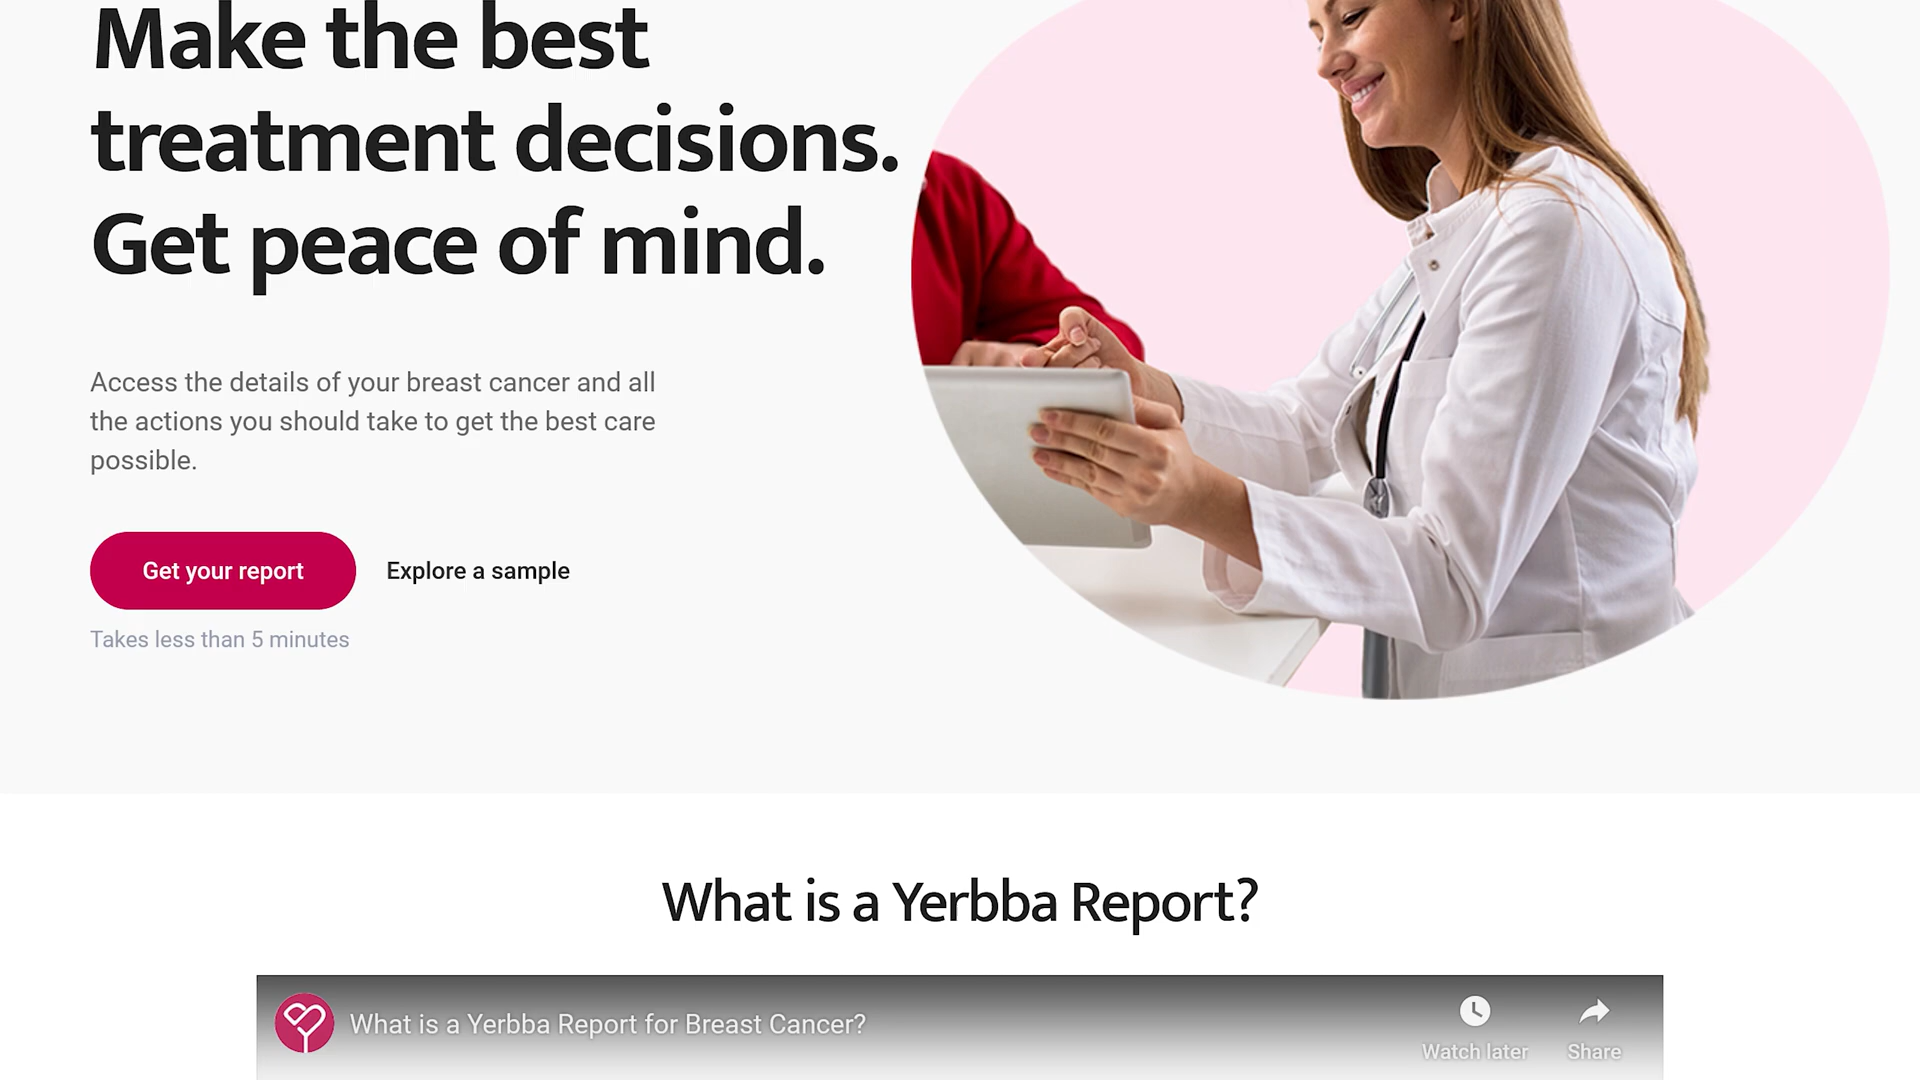 Make the best
treatment decisions.
Get peace of mind.
Access the details of your breast cancer and all
the actions you should take to get the best care
possible.
Get your report
Explore a sample
Takes less than 5 minutes
What is a Yerbba Report?
What is a Yerbba Report for Breast Cancer?
Watch later
Share